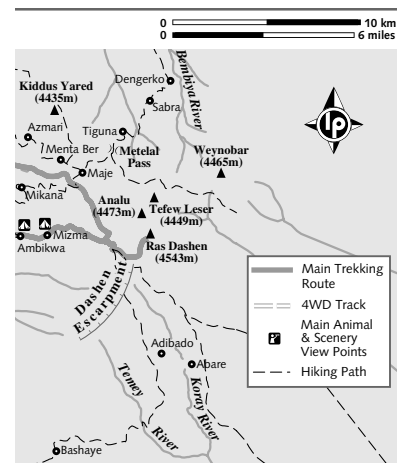 0 10 km
0 6 miles
Dengerko
Bembiya River
Kiddus Yared
(4435m)
Sabra
Azmari
Tiguna
lp
Menta Ber
Metelal
Pass
Weynobar
(4465m)
Maje
Mikana
Analu
(4473m)
Tefew Leser
(4449m)
Mizma
Ambikwa
Ras Dashen
(4543m)
Dashen
Escarpment
Main Trekking
Route
4WD Track
Main Animal
& Scenery
View Points
Hiking Path
Adibado
Abare
Temey
River
Koray River
Bashaye